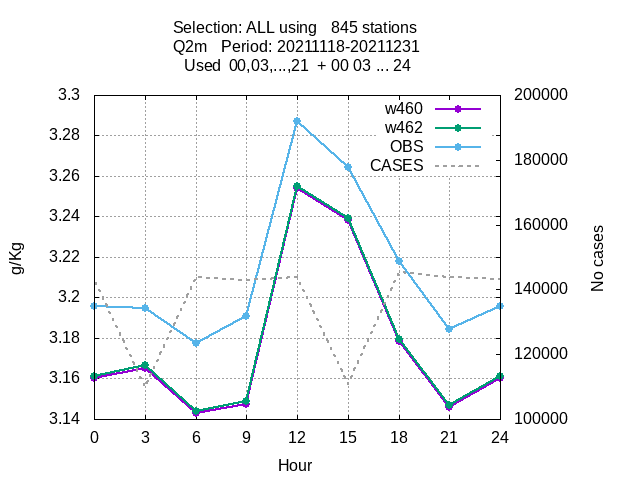 Selection: ALL using   845 stations
Q2m   Period: 20211118-20211231
Used  00,03,...,21  + 00 03 ... 24
3.3
3.28
3.26
3.24
3.22
3.2
3.18
3.16
3.14
g/Kg
w460
w462
OBS
CASES
200000
180000
160000
140000
120000
100000
No cases
0 3 6 9 12 15 18 21 24
Hour